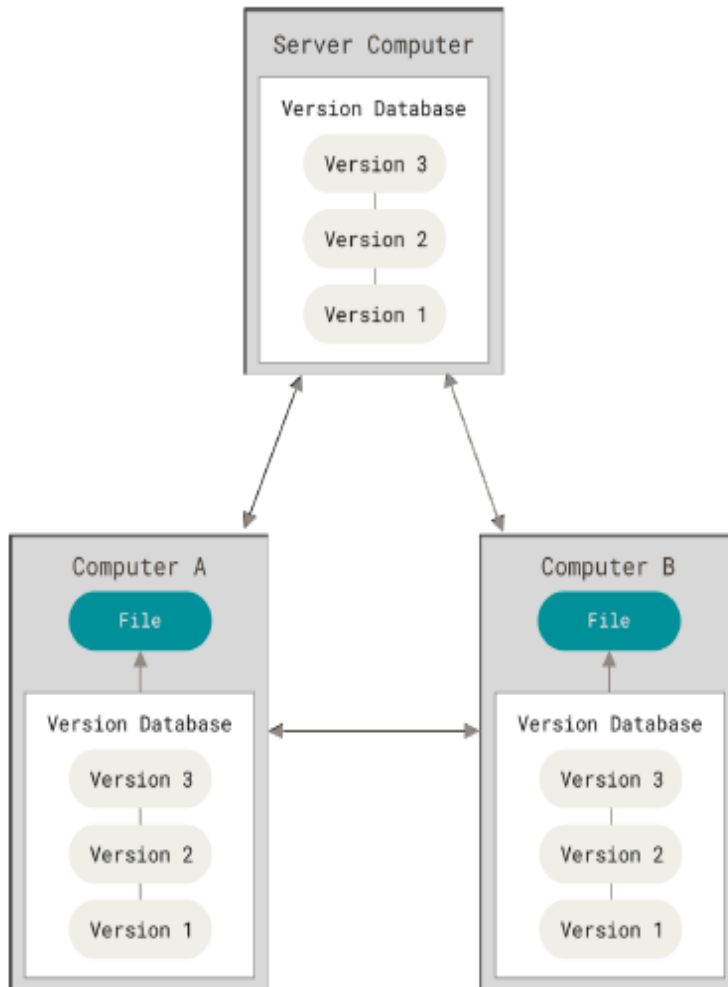 Server Computer
Version Database
Version 3
Version 2
Version 1
Computer A
File
Version Database
Version 3
Version 2
Version 1
Computer B
File
Version Database
Version 3
Version 2
Version 1